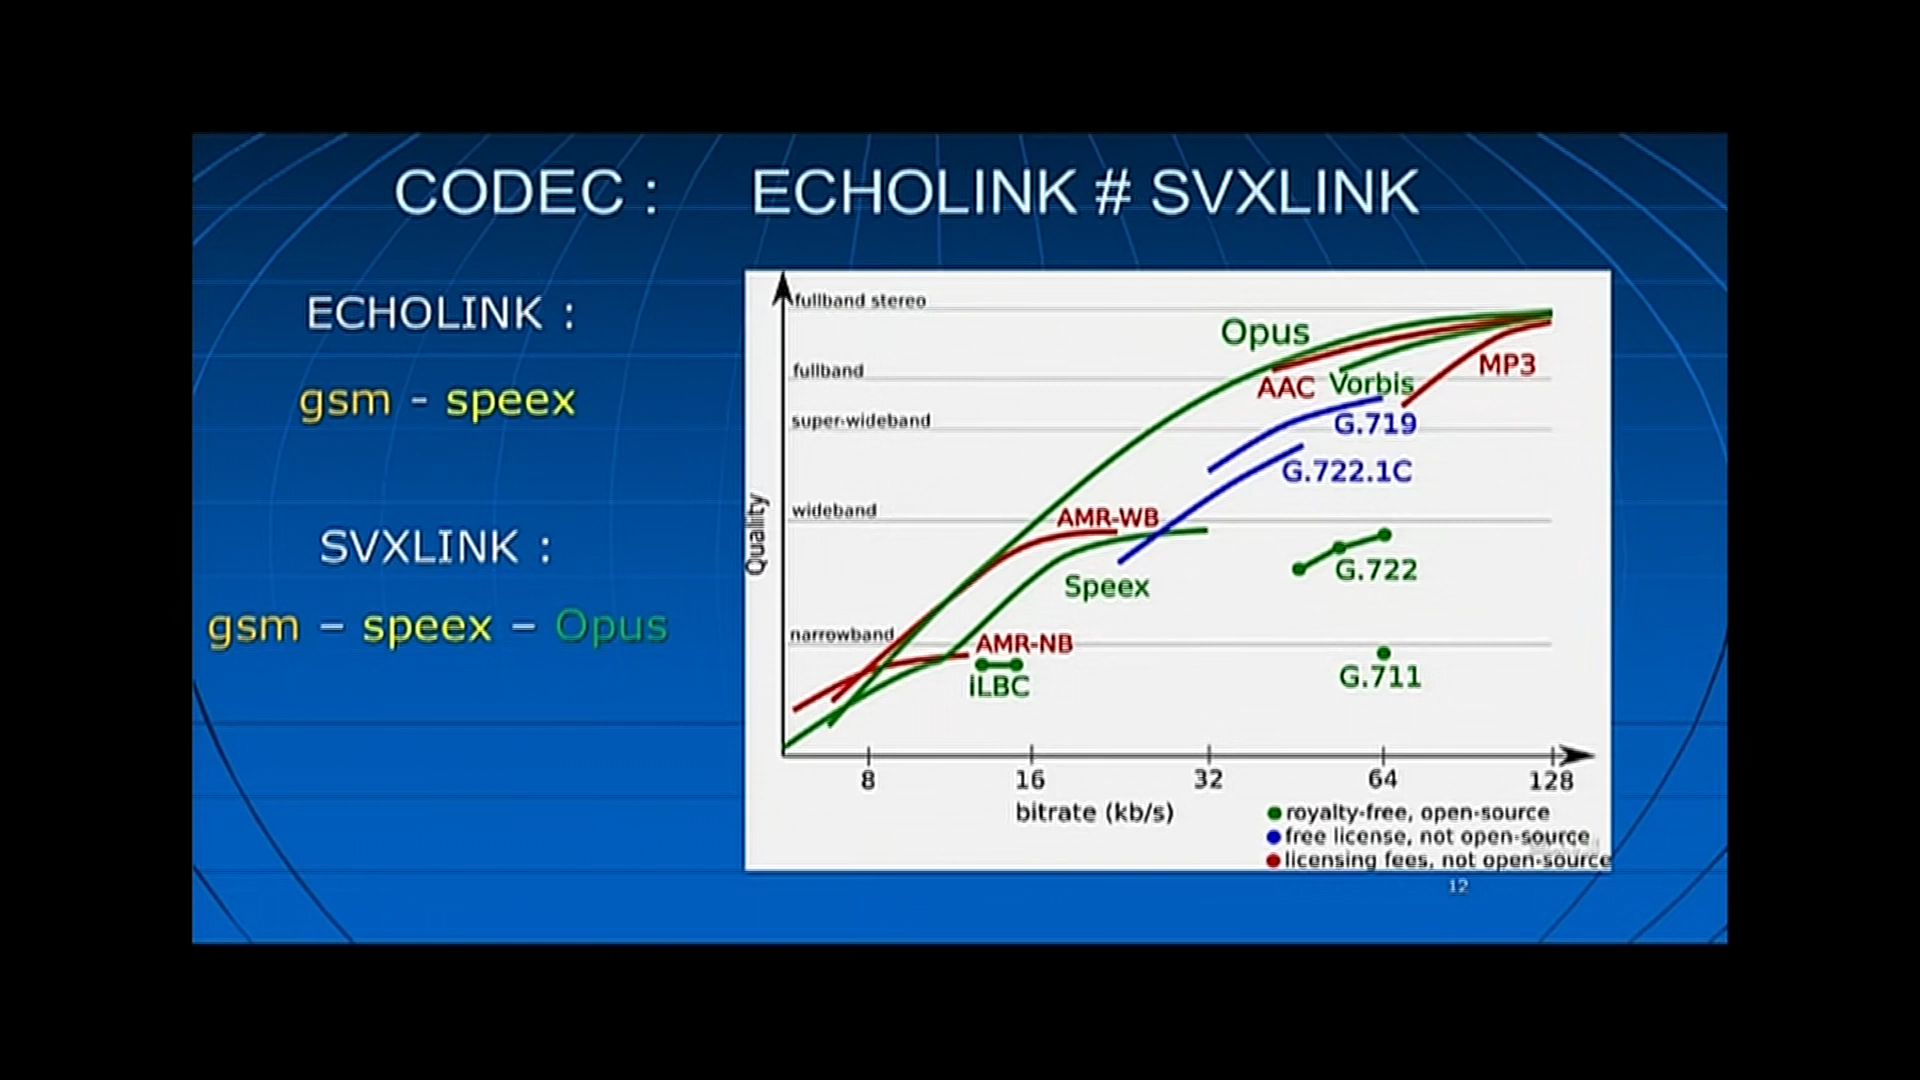 CODEC : ECHOLINK # SVXLINK
ECHOLINK :
gsm - speex
SVXLINK :
gsm – speex – Opus
fullband stereo
Opus
MP3
fullband
AAC Vorbis
super-wideband
G.719
G.722.1C
wideband
AMR-WB
Quality
G.722
Speex
narrowband
AMR-NB
iLBC
G.711
8 16 32 64 128
bitrate (kb/s)
royalty-free, open-source
free license, not open-source
licensing fees, not open-source
12